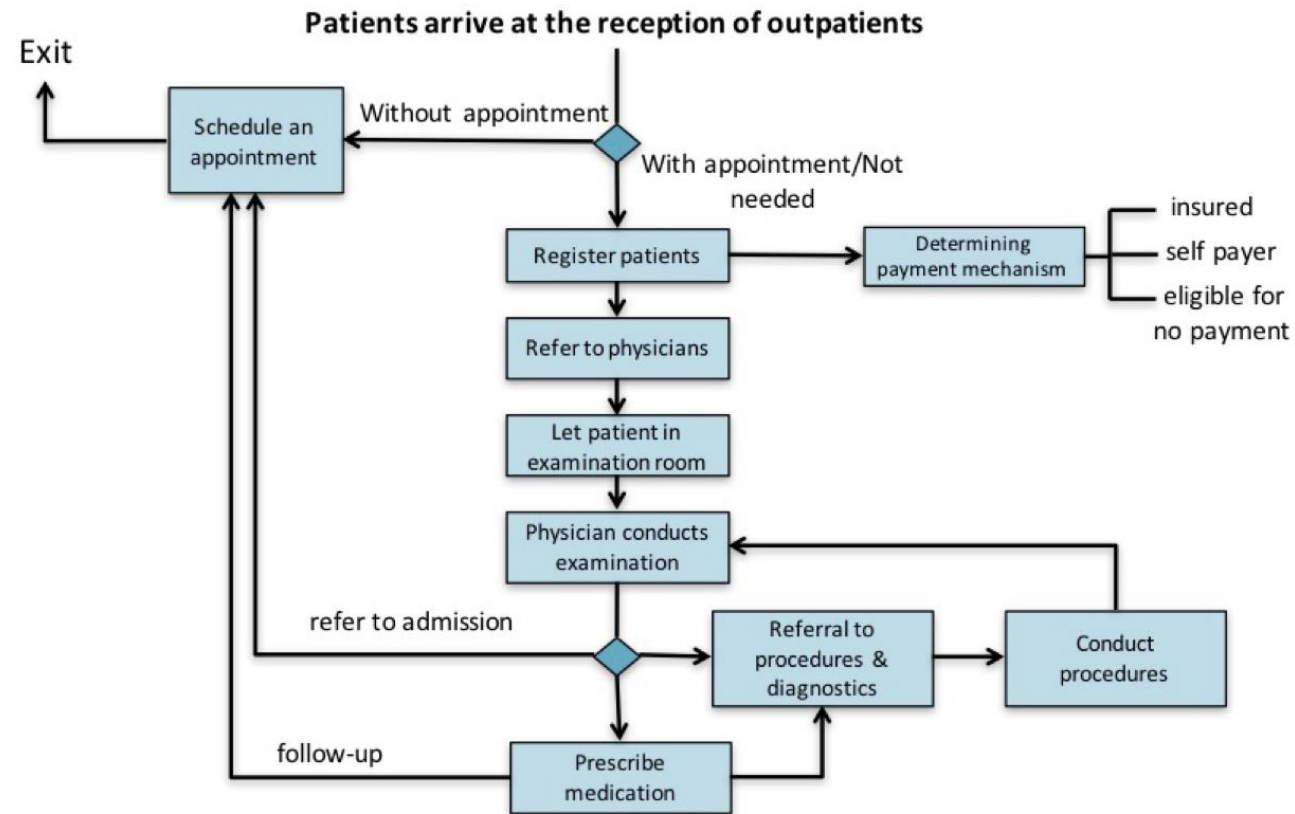 Patients arrive at the reception of outpatients
Exit
Schedule an
appointment
Without appointment
With appointment/Not
needed
Register patients
Determining
payment mechanism
insured
self payer
eligible for
no payment
Refer to physicians
Let patient in
examination room
Physician conducts
examination
refer to admission
Referral to
procedures &
diagnostics
Conduct
procedures
follow-up
Prescribe
medication